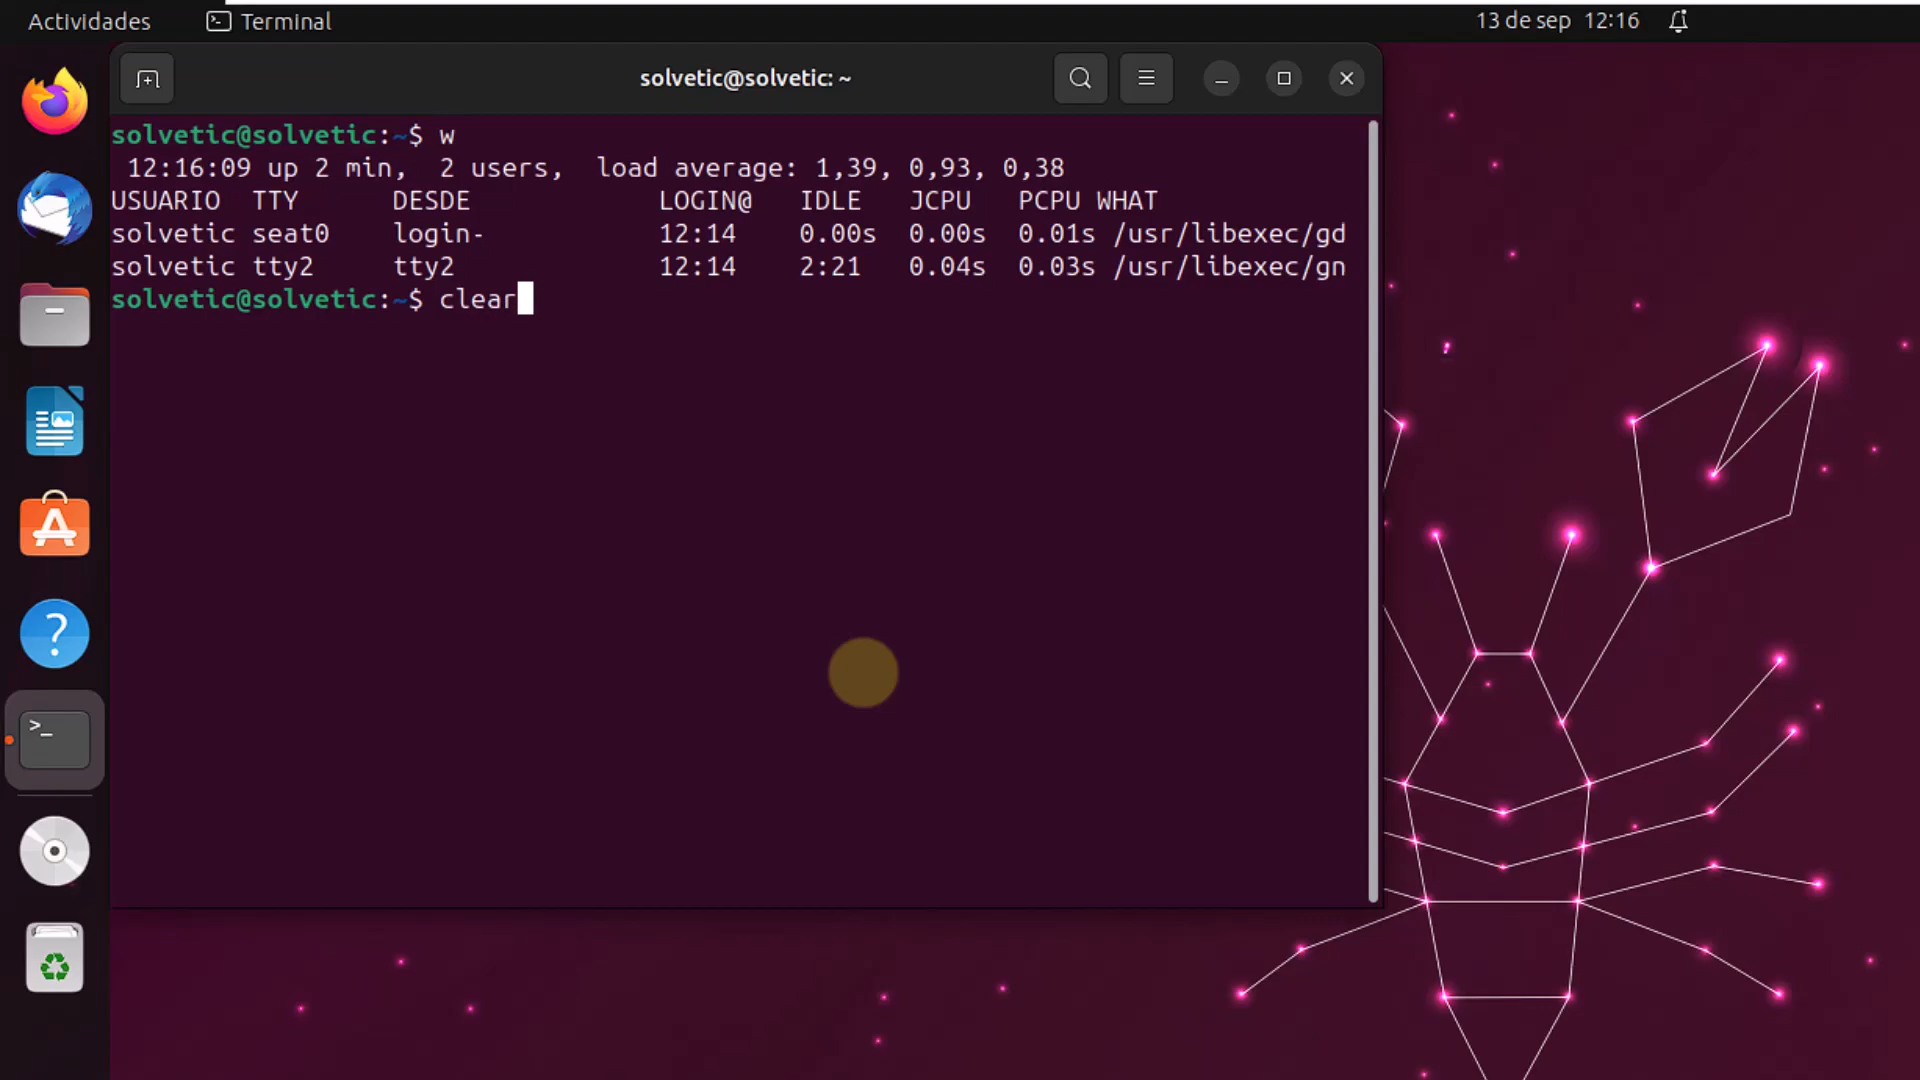 Actividades Terminal 13 de sep 12:16
solvetic@solvetic: ~
solvetic@solvetic:~$ w
12:16:09 up 2 min, 2 users, load average: 1,39, 0,93, 0,38
USUARIO TTY DESDE LOGIN@ IDLE JCPU PCPU WHAT
solvetic seat0 login- 12:14 0.00s 0.00s 0.01s /usr/libexec/gd
solvetic tty2 tty2 12:14 2:21 0.04s 0.03s /usr/libexec/gn
solvetic@solvetic:~$ clear